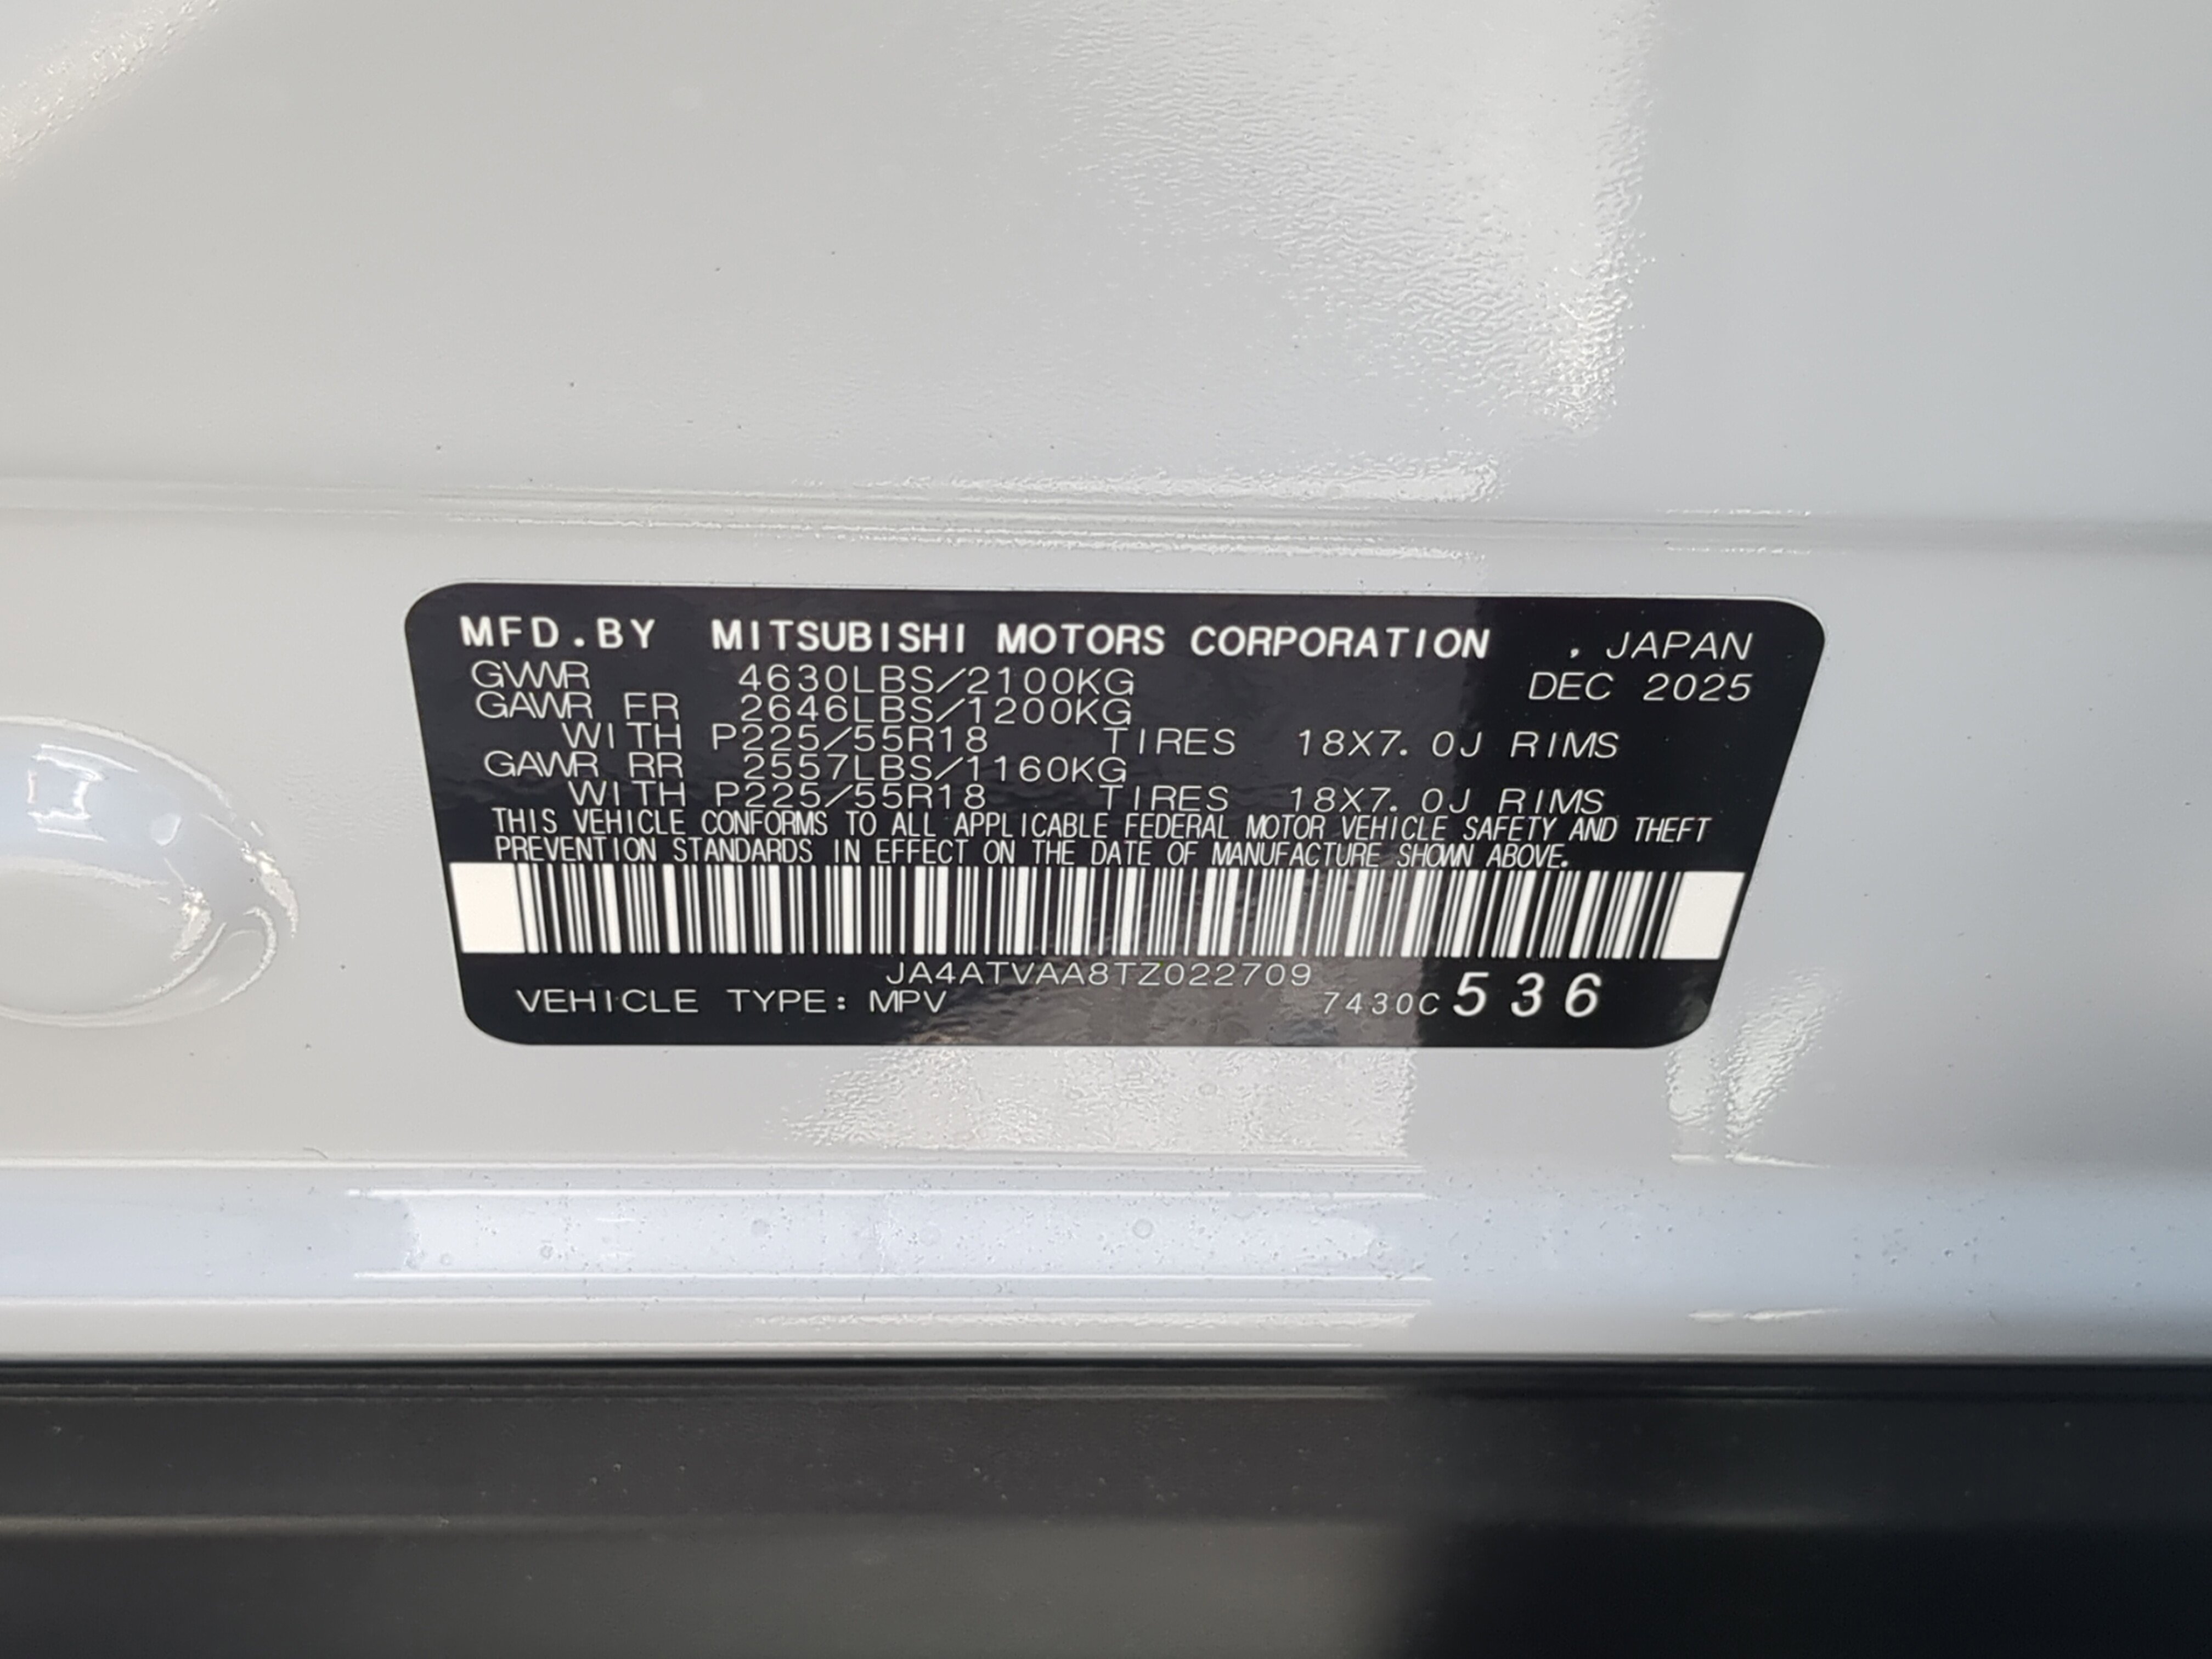 MFD.BY MITSUBISHI MOTORS CORPORATION , JAPAN
GVWR 4630LBS/2100KG DEC 2025
GAWR FR 2646LBS/1200KG
WITH P225/55R18 TIRES 18X7.0J RIMS
GAWR RR 2557LBS/1160KG
WITH P225/55R18 TIRES 18X7.0J RIMS
THIS VEHICLE CONFORMS TO ALL APPLICABLE FEDERAL MOTOR VEHICLE SAFETY AND THEFT
PREVENTION STANDARDS IN EFFECT ON THE DATE OF MANUFACTURE SHOWN ABOVE.
JA4ATVAA8TZ022709
VEHICLE TYPE: MPV 7430C 536